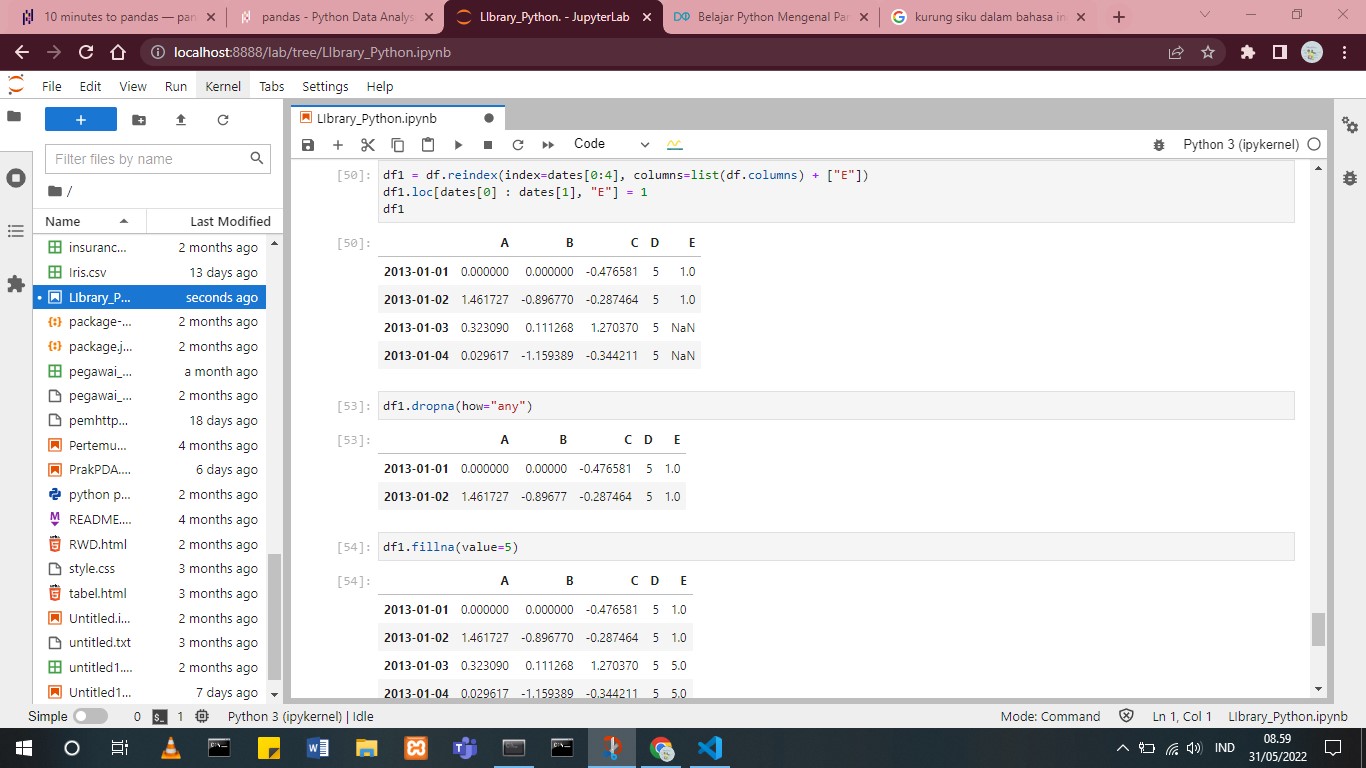 10 minutes to pandas — pan
pandas - Python Data Analys
LIbrary_Python. - JupyterLab
Belajar Python Mengenal Pan
kurung siku dalam bahasa in
localhost:8888/lab/tree/LIbrary_Python.ipynb
File Edit View Run Kernel Tabs Settings Help
LIbrary_Python.ipynb
Code
Python 3 (ipykernel)
Filter files by name
/
Name Last Modified
insuranc... 2 months ago
Iris.csv 13 days ago
LIbrary_P... seconds ago
package-... 2 months ago
package.j... 2 months ago
pegawai_... a month ago
pegawai_... 2 months ago
pemhttp... 18 days ago
Pertemu... 4 months ago
PrakPDA.... 6 days ago
python p... 2 months ago
README.... 4 months ago
RWD.html 2 months ago
style.css 3 months ago
tabel.html 3 months ago
Untitled.i... 2 months ago
untitled.txt 3 months ago
untitled1.... 2 months ago
Untitled1... 7 days ago
[50]: df1 = df.reindex(index=dates[0:4], columns=list(df.columns) + ["E"])
df1.loc[dates[0] : dates[1], "E"] = 1
df1
[50]: A B C D E
2013-01-01 0.000000 0.000000 -0.476581 5 1.0
2013-01-02 1.461727 -0.896770 -0.287464 5 1.0
2013-01-03 0.323090 0.111268 1.270370 5 NaN
2013-01-04 0.029617 -1.159389 -0.344211 5 NaN
[53]: df1.dropna(how="any")
[53]: A B C D E
2013-01-01 0.000000 0.00000 -0.476581 5 1.0
2013-01-02 1.461727 -0.89677 -0.287464 5 1.0
[54]: df1.fillna(value=5)
[54]: A B C D E
2013-01-01 0.000000 0.000000 -0.476581 5 1.0
2013-01-02 1.461727 -0.896770 -0.287464 5 1.0
2013-01-03 0.323090 0.111268 1.270370 5 5.0
2013-01-04 0.029617 -1.159389 -0.344211 5 5.0
Simple 0 1 Python 3 (ipykernel) | Idle Mode: Command Ln 1, Col 1 LIbrary_Python.ipynb
IND
08.59
31/05/2022